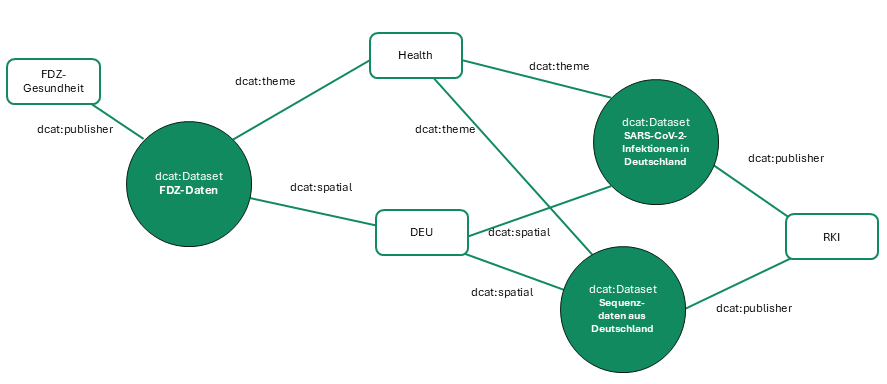 Health
dcat:theme
FDZ-
Gesundheit
dcat:theme
dcat:publisher
dcat:theme
dcat:Dataset
SARS-CoV-2-
Infektionen in
Deutschland
dcat:publisher
dcat:Dataset
FDZ-Daten
dcat:spatial
DEU
dcat:spatial
RKI
dcat:spatial
dcat:Dataset
Sequenz-
daten aus
Deutschland
dcat:publisher